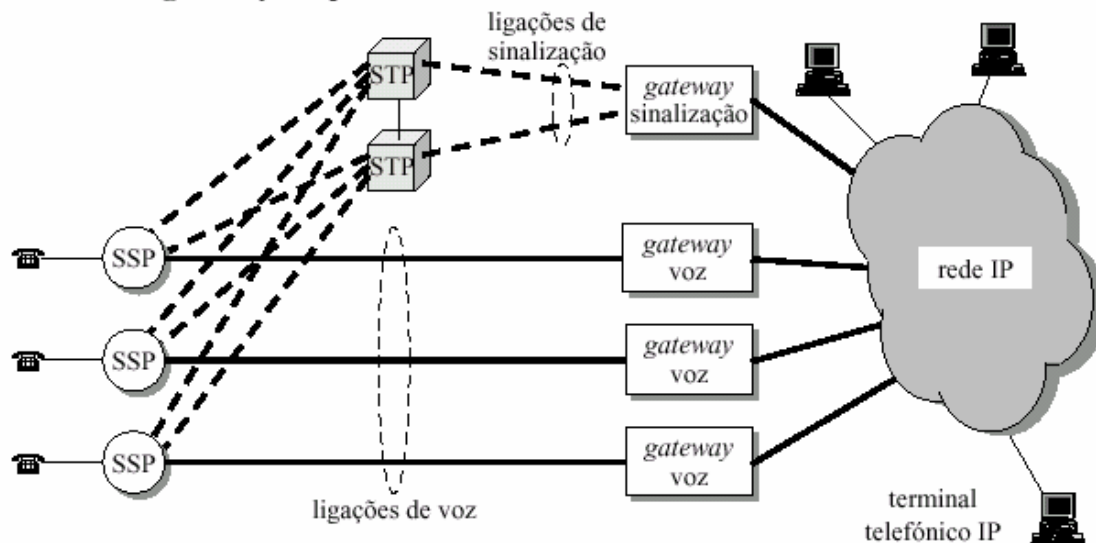 ligações de
sinalização
STP
gateway
sinalização
STP
SSP
gateway
voz
rede IP
SSP
gateway
voz
SSP
gateway
voz
ligações de voz
terminal
telefónico IP